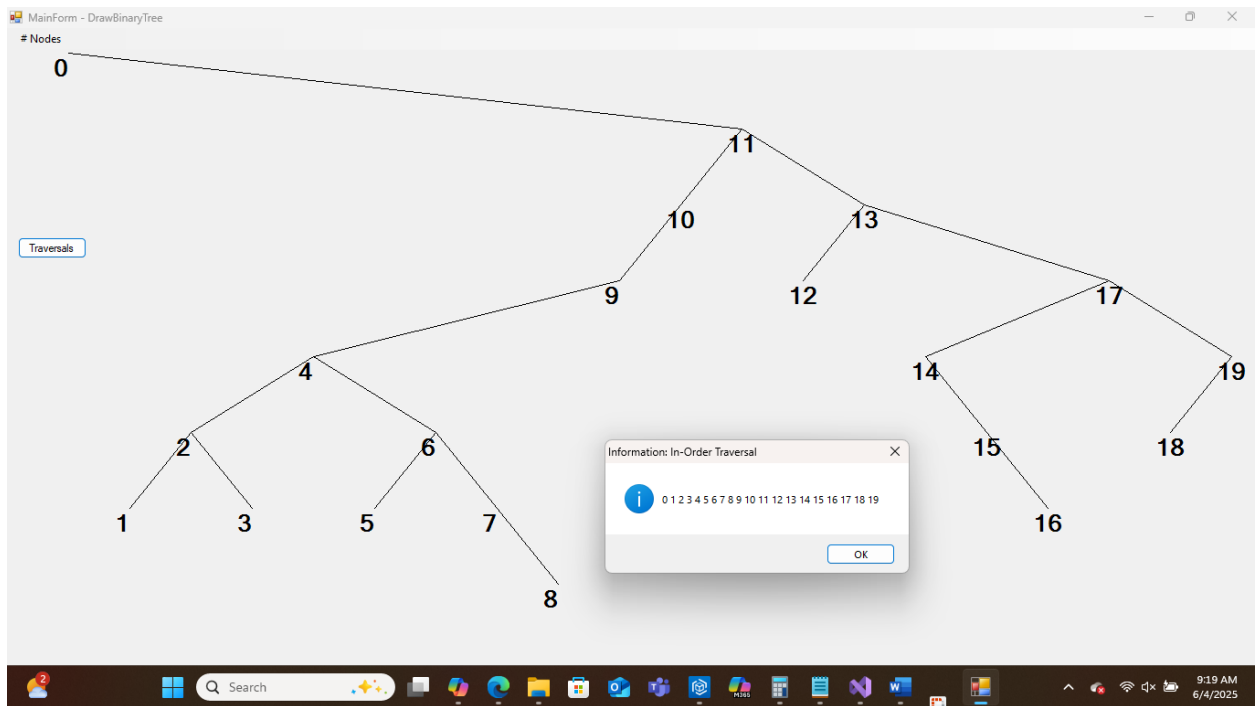 MainForm - DrawBinaryTree
# Nodes
0
11
10 13
Traversals
9 12 17
4 14 19
2 6 15 18
Information: In-Order Traversal
0 1 2 3 4 5 6 7 8 9 10 11 12 13 14 15 16 17 18 19
1 3 5 7 16
OK
8
2
Search
M365
W
9:19 AM
6/4/2025